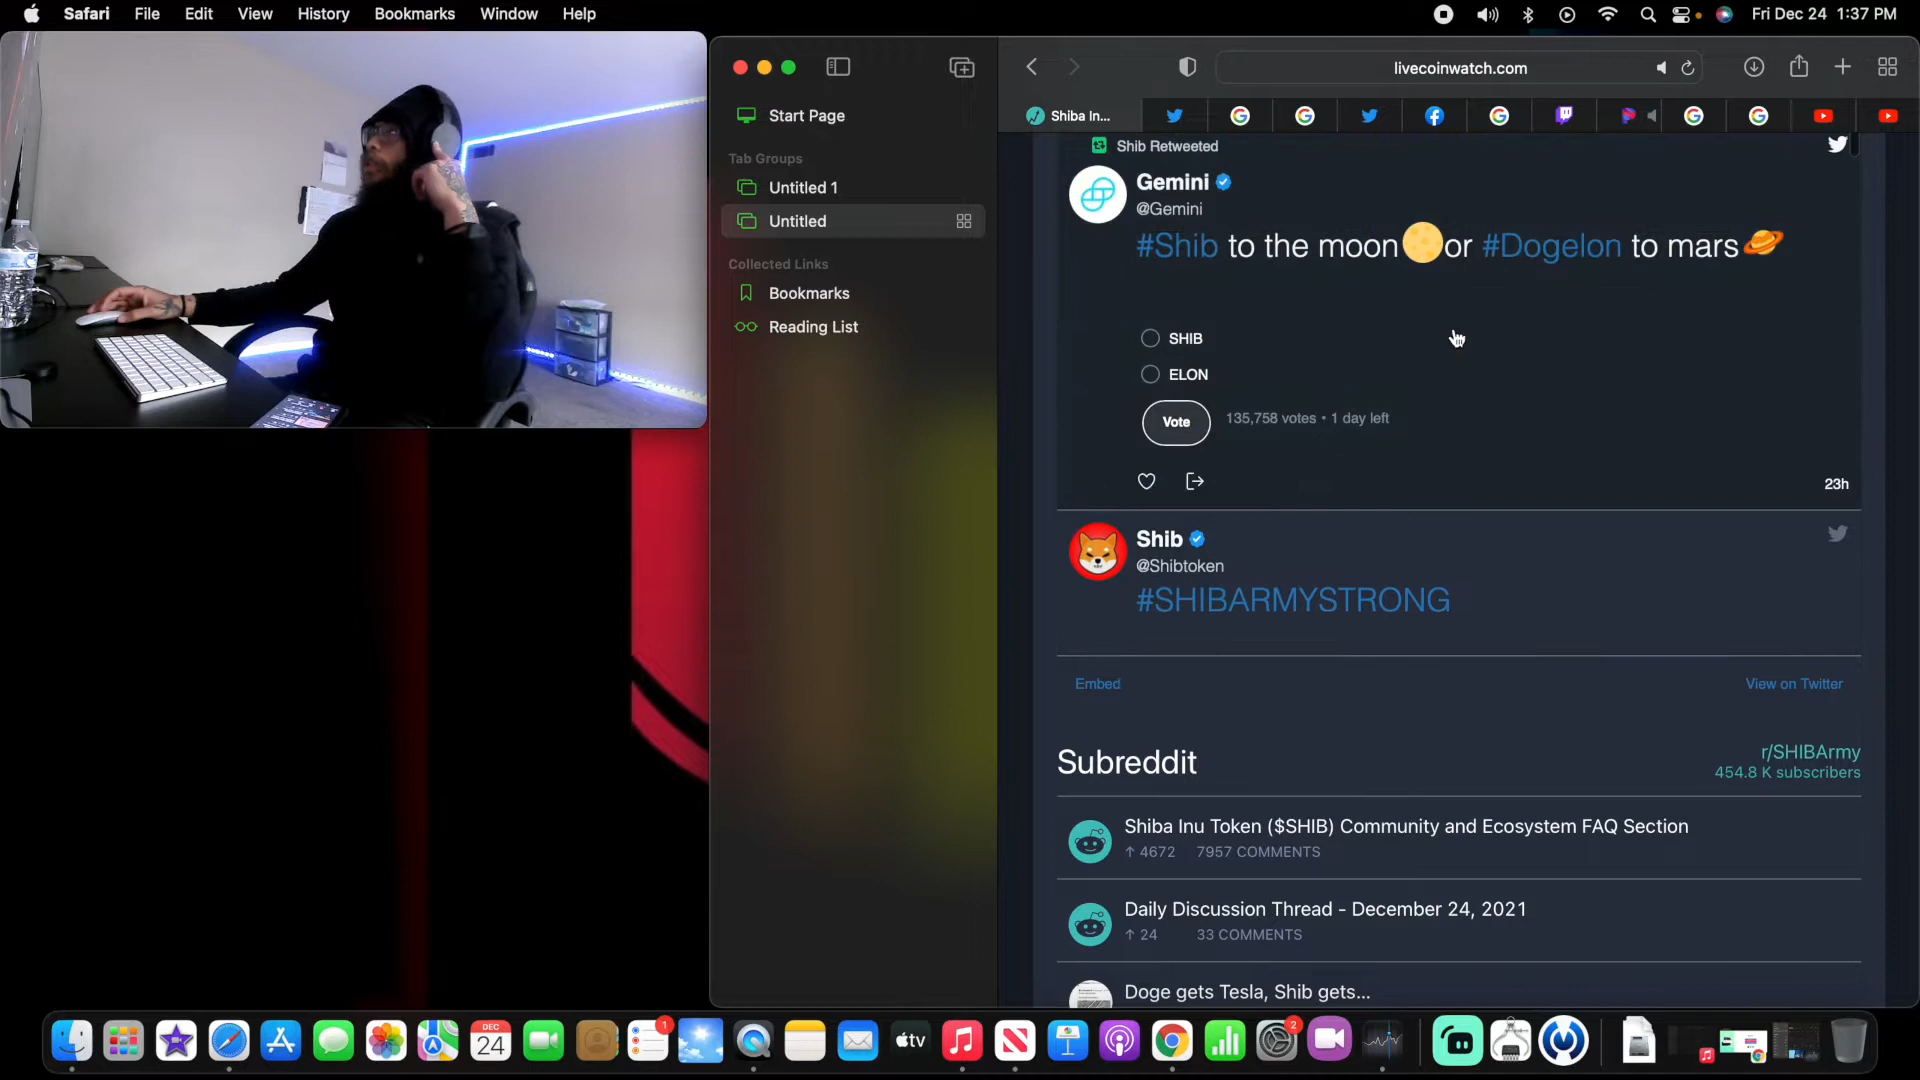 Safari File Edit View History Bookmarks Window Help
Fri Dec 24 1:37 PM
livecoinwatch.com
Shiba In...
Start Page
Tab Groups
Untitled 1
Untitled
Collected Links
Bookmarks
Reading List
Shib Retweeted
Gemini
@Gemini
#Shib to the moon🌕or #Dogelon to mars🪐
SHIB
ELON
Vote 135,758 votes • 1 day left
23h
Shib
@Shibtoken
#SHIBARMYSTRONG
Embed View on Twitter
Subreddit
r/SHIBArmy
454.8 K subscribers
Shiba Inu Token ($SHIB) Community and Ecosystem FAQ Section
↑ 4672 7957 COMMENTS
Daily Discussion Thread - December 24, 2021
↑ 24 33 COMMENTS
Doge gets Tesla, Shib gets...
DEC
24
1
tv
2